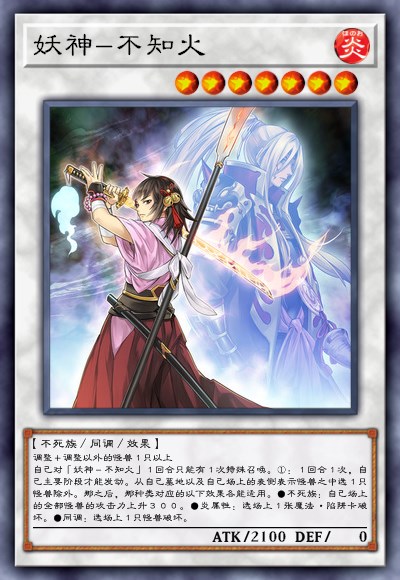 妖神-不知火
ほのお
炎
【不死族/同调/效果】
调整+调整以外的怪兽1只以上
自己对「妖神-不知火」1回合只能有1次特殊召唤。①：1回合1次，自
己主要阶段才能发动。从自己墓地以及自己场上的表侧表示怪兽之中选1只
怪兽除外。那之后，那种类对应的以下效果各能适用。●不死族：自己场上
的全部怪兽的攻击力上升300。●炎属性：选场上1张魔法·陷阱卡破
坏。●同调：选场上1只怪兽破坏。
ATK/2100 DEF/ 0